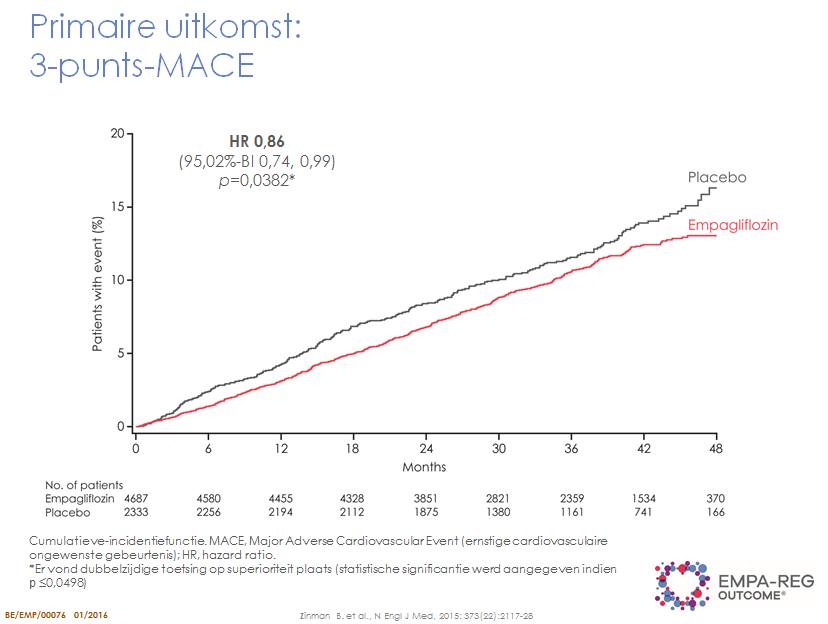 Primaire uitkomst:
3-punts-MACE
HR 0,86
(95,02%-BI 0,74, 0,99)
p=0,0382*
Placebo
Empagliflozin
Patients with event (%)
20
15
10
5
0
0 6 12 18 24 30 36 42 48
Months
No. of patients
Empagliflozin 4687 4580 4455 4328 3851 2821 2359 1534 370
Placebo 2333 2256 2194 2112 1875 1380 1161 741 166
Cumulatieve-incidentiefunctie. MACE, Major Adverse Cardiovascular Event (ernstige cardiovasculaire
ongewenste gebeurtenis); HR, hazard ratio.
*Er vond dubbelzijdige toetsing op superioriteit plaats (statistische significantie werd aangegeven indien
p ≤0,0498)
EMPA-REG
OUTCOME®
BE/EMP/00076 01/2016
Zinman B. et al., N Engl J Med, 2015; 373(22):2117-28